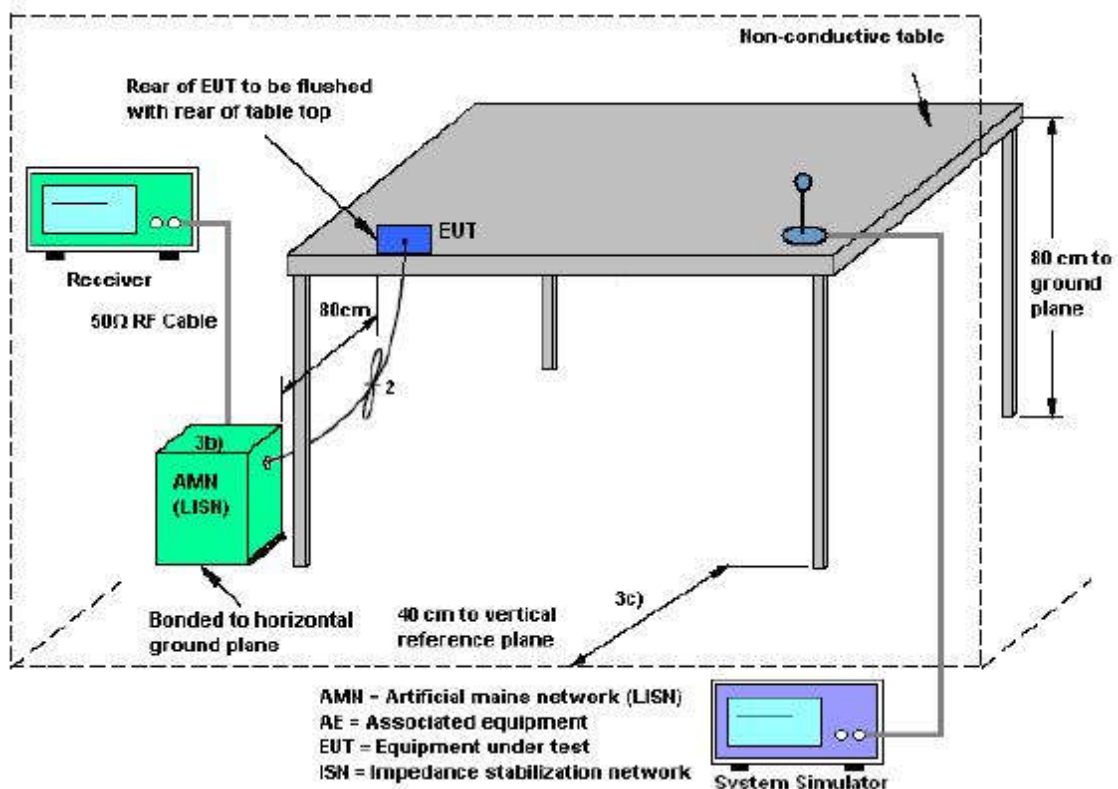 Non-conductive table
Rear of EUT to be flushed
with rear of table top
EUT
Receiver
50Ω RF Cable
80cm
80 cm to
ground
plane
2
3b)
AMN
(LISN)
Bonded to horizontal
ground plane
40 cm to vertical
reference plane
3c)
AMN = Artificial mains network (LISN)
AE = Associated equipment
EUT = Equipment under test
ISN = Impedance stabilization network
System Simulator